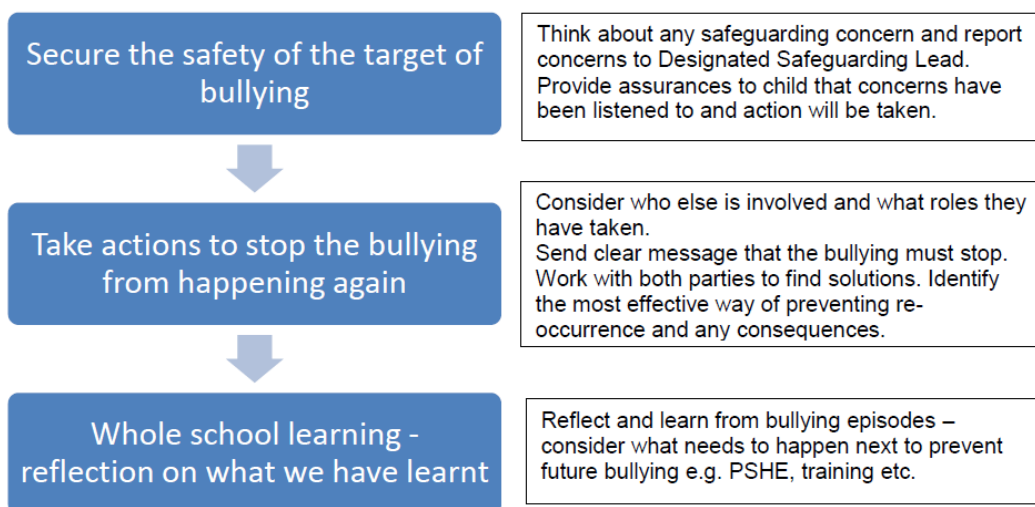 Secure the safety of the target of
bullying
Think about any safeguarding concern and report
concerns to Designated Safeguarding Lead.
Provide assurances to child that concerns have
been listened to and action will be taken.
Take actions to stop the bullying
from happening again
Consider who else is involved and what roles they
have taken.
Send clear message that the bullying must stop.
Work with both parties to find solutions. Identify
the most effective way of preventing re-
occurrence and any consequences.
Whole school learning -
reflection on what we have learnt
Reflect and learn from bullying episodes –
consider what needs to happen next to prevent
future bullying e.g. PSHE, training etc.